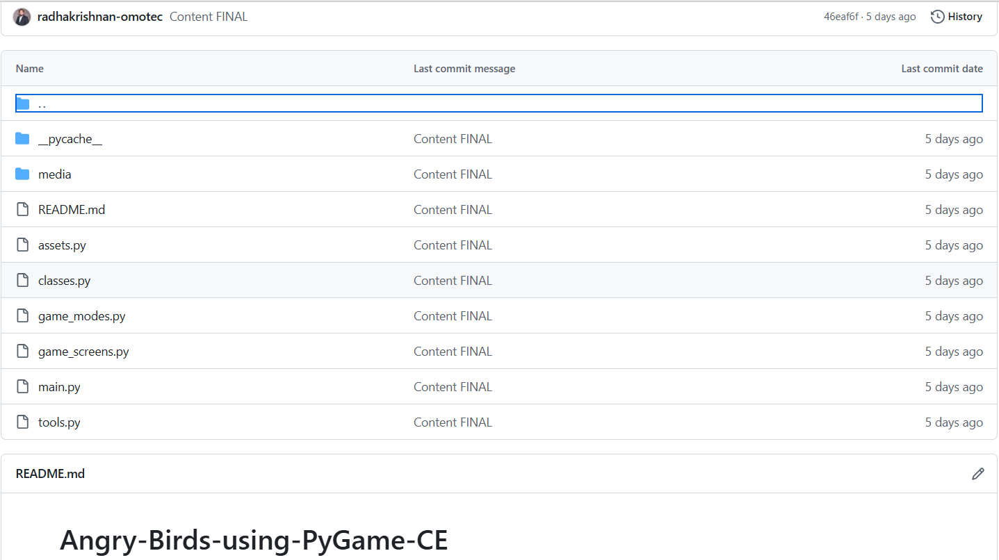 radhakrishnan-omotec Content FINAL 46eaf6f · 5 days ago History
Name Last commit message Last commit date
..
__pycache__ Content FINAL 5 days ago
media Content FINAL 5 days ago
README.md Content FINAL 5 days ago
assets.py Content FINAL 5 days ago
classes.py Content FINAL 5 days ago
game_modes.py Content FINAL 5 days ago
game_screens.py Content FINAL 5 days ago
main.py Content FINAL 5 days ago
tools.py Content FINAL 5 days ago
README.md
Angry-Birds-using-PyGame-CE